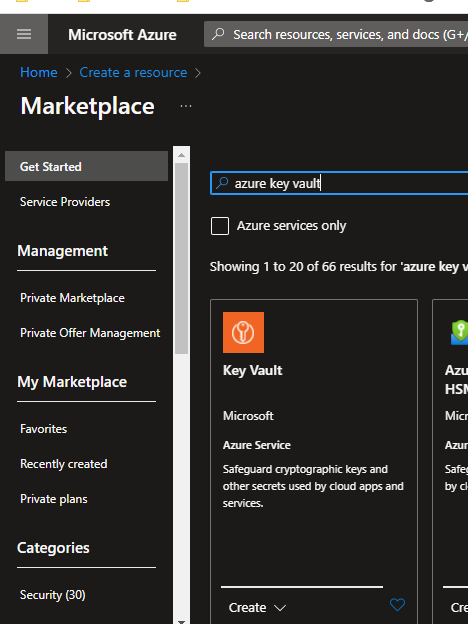 Microsoft Azure
Search resources, services, and docs (G+/
Home > Create a resource >
Marketplace ...
Get Started
Service Providers
Management
Private Marketplace
Private Offer Management
My Marketplace
Favorites
Recently created
Private plans
Categories
Security (30)
azure key vault
Azure services only
Showing 1 to 20 of 66 results for 'azure key v
Key Vault
Microsoft
Azure Service
Safeguard cryptographic keys and
other secrets used by cloud apps and
services.
Create
Azu
HSM
Micr
Azur
Safeg
by cl
Cre